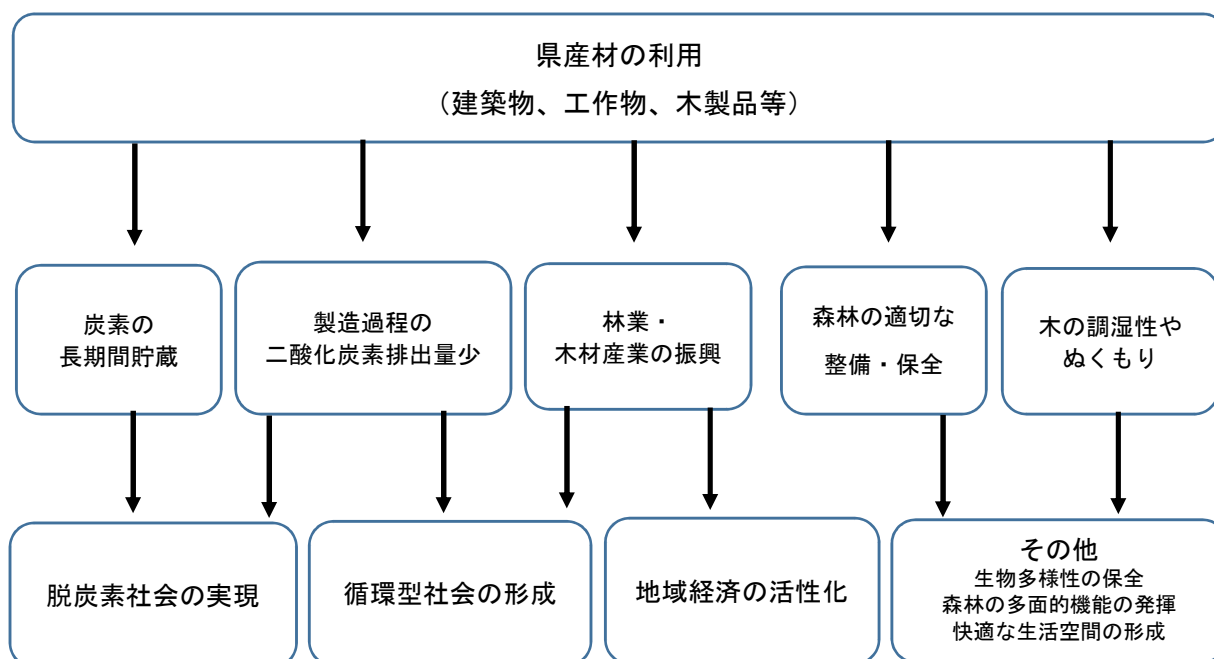 県産材の利用
（建築物、工作物、木製品等）
炭素の
長期間貯蔵
製造過程の
二酸化炭素排出量少
林業・
木材産業の振興
森林の適切な
整備・保全
木の調湿性や
ぬくもり
脱炭素社会の実現
循環型社会の形成
地域経済の活性化
その他
生物多様性の保全
森林の多面的機能の発揮
快適な生活空間の形成